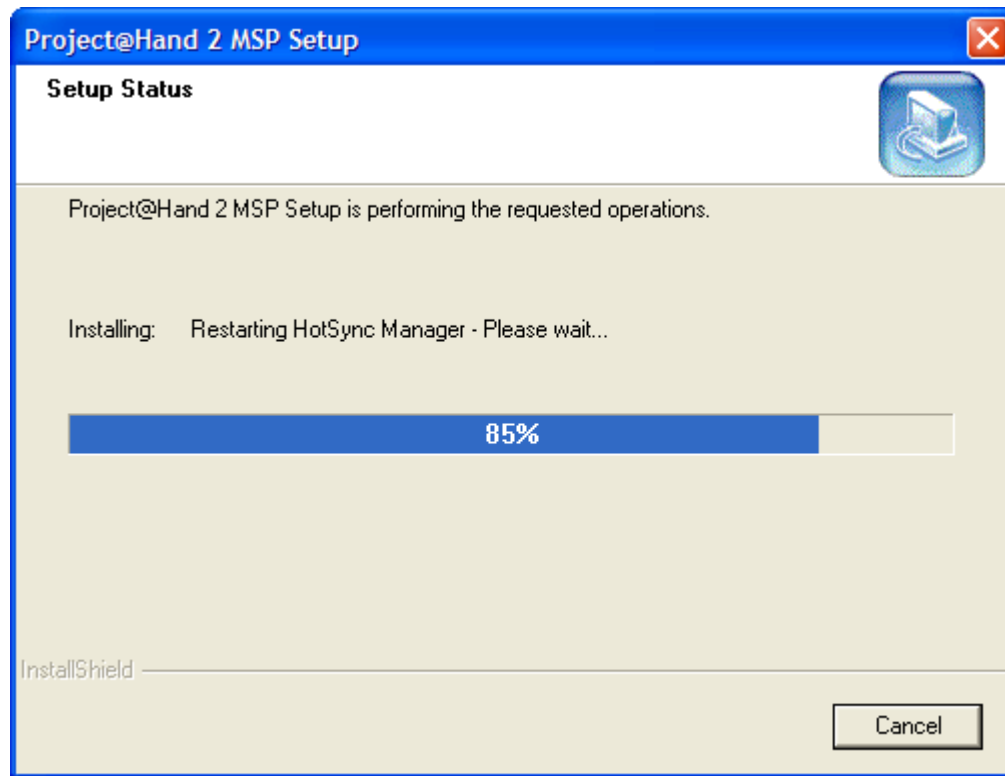 Project@Hand 2 MSP Setup
Setup Status
Project@Hand 2 MSP Setup is performing the requested operations.
Installing: Restarting HotSync Manager - Please wait...
85%
InstallShield
Cancel